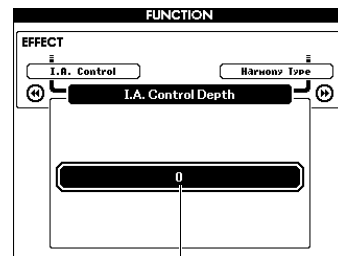 FUNCTION
EFFECT
I.A. Control
Harmony Type
I.A. Control Depth
0